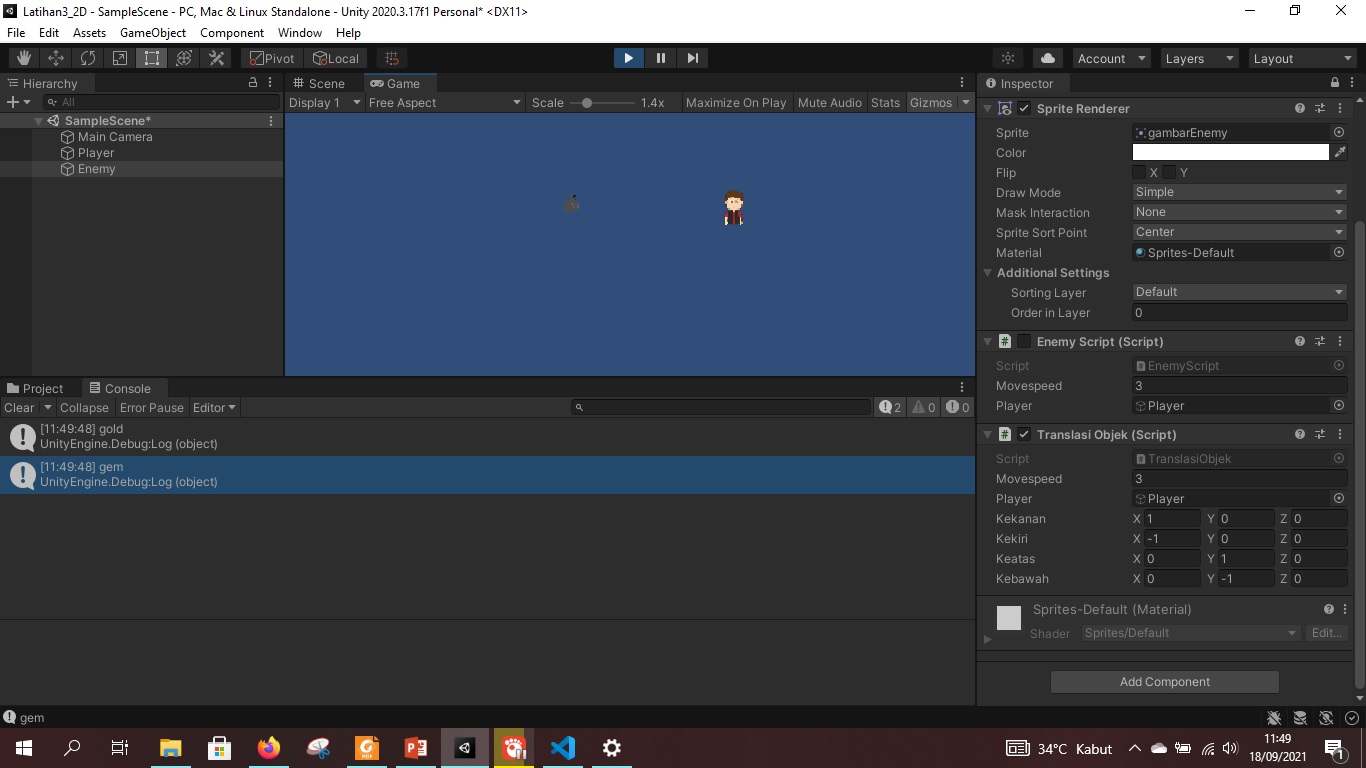 Latihan3_2D - SampleScene - PC, Mac & Linux Standalone - Unity 2020.3.17f1 Personal* <DX11>
File Edit Assets GameObject Component Window Help
Pivot Local Account Layers Layout
Hierarchy
All
SampleScene*
Main Camera
Player
Enemy
Scene Game
Display 1 Free Aspect Scale 1.4x Maximize On Play Mute Audio Stats Gizmos
Project Console
Clear Collapse Error Pause Editor 2 0 0
[11:49:48] gold
UnityEngine.Debug:Log (object)
[11:49:48] gem
UnityEngine.Debug:Log (object)
gem
Inspector
Sprite Renderer
Sprite gambarEnemy
Color
Flip X Y
Draw Mode Simple
Mask Interaction None
Sprite Sort Point Center
Material Sprites-Default
Additional Settings
Sorting Layer Default
Order in Layer 0
# Enemy Script (Script)
Script EnemyScript
Movespeed 3
Player Player
# Translasi Objek (Script)
Script TranslasiObjek
Movespeed 3
Player Player
Kekanan X 1 Y 0 Z 0
Kekiri X -1 Y 0 Z 0
Keatas X 0 Y 1 Z 0
Kebawah X 0 Y -1 Z 0
Sprites-Default (Material)
Shader Sprites/Default Edit...
Add Component
34°C Kabut
11:49
18/09/2021
1